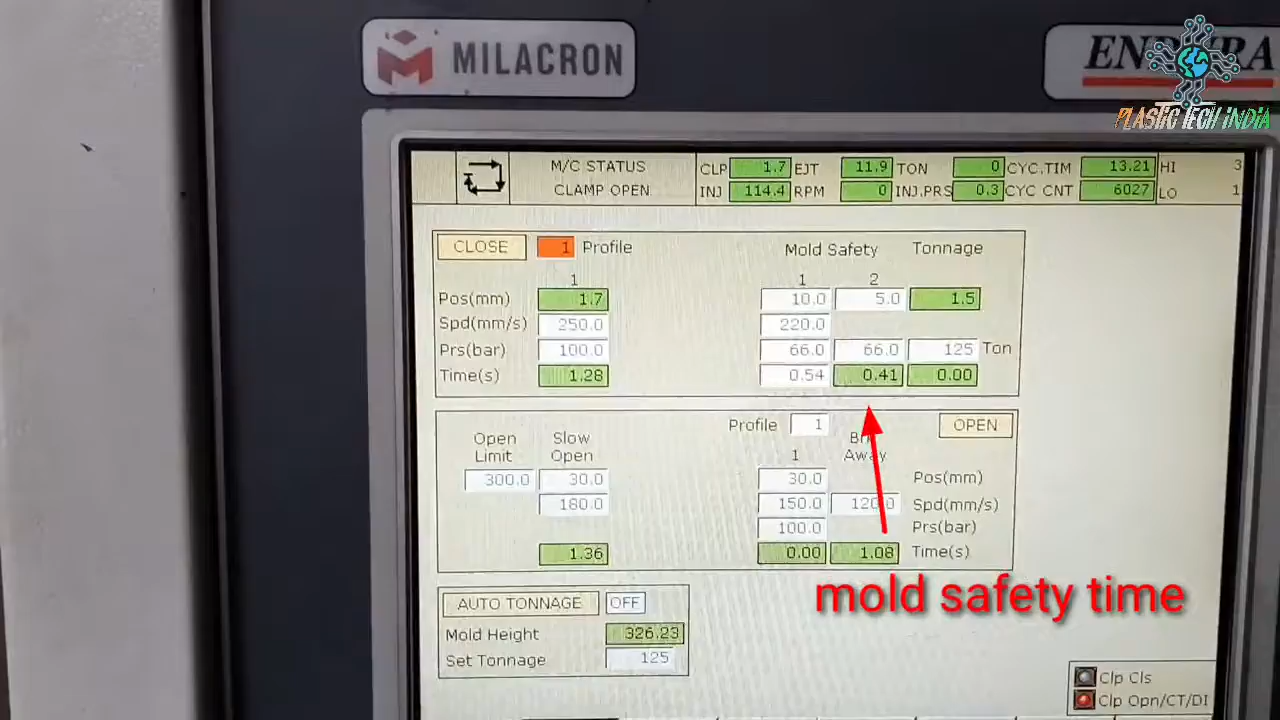 MILACRON
ENDURA
PLASTIC TECH INDIA
M/C STATUS
CLAMP OPEN
CLP 1.7 EJT 11.9 TON 0 CYC.TIM 13.21 HI 3
INJ 114.4 RPM 0 INJ.PRS 0.3 CYC CNT 6027 LO 1
CLOSE 1 Profile Mold Safety Tonnage
1 1 2
Pos(mm) 1.7 10.0 5.0 1.5
Spd(mm/s) 250.0 220.0
Prs(bar) 100.0 66.0 66.0 125 Ton
Time(s) 1.28 0.54 0.41 0.00
Profile 1 OPEN
Open Slow
Limit Open 1 Away
300.0 30.0 30.0 Pos(mm)
180.0 150.0 120.0 Spd(mm/s)
100.0 Prs(bar)
1.36 0.00 1.08 Time(s)
mold safety time
AUTO TONNAGE OFF
Mold Height 326.23
Set Tonnage 125
Clp Cls
Clp Opn/CT/DI